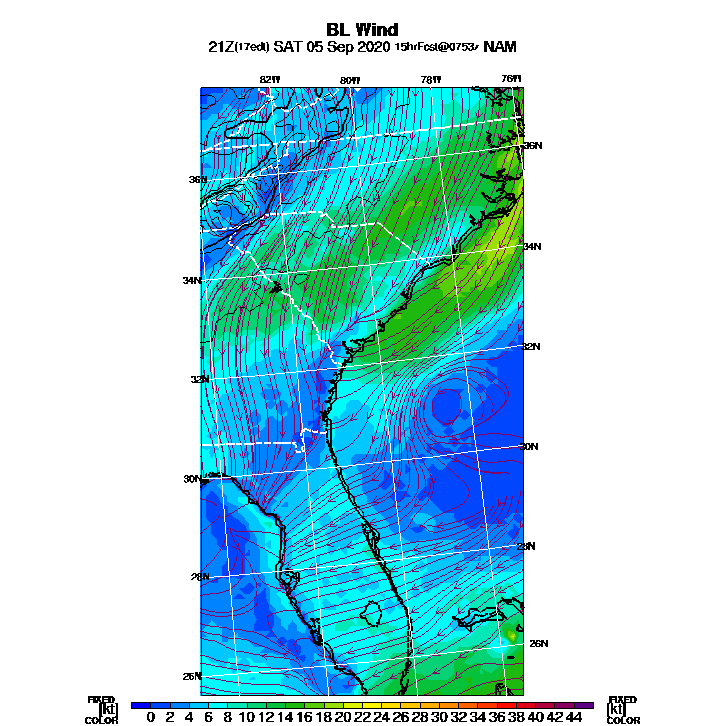 BL Wind
21Z(17edt) SAT 05 Sep 2020 15hrFcst@0753z NAM
82W 80W 78W 76W
36N 36N
34N 34N
32N 32N
30N 30N
28N 28N
26N 26N
FIXED FIXED
[kt] 0 2 4 6 8 10 12 14 16 18 20 22 24 26 28 30 32 34 36 38 40 42 44 [kt]
COLOR COLOR